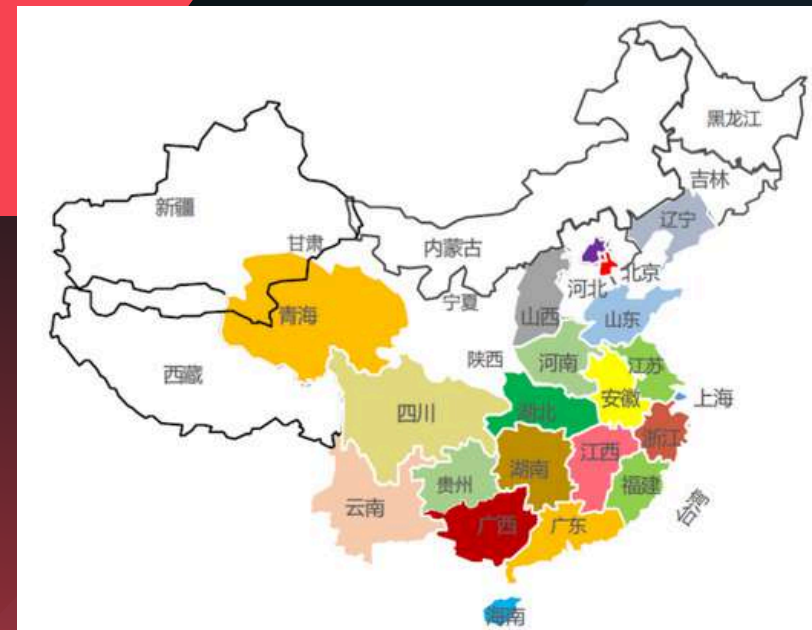 黑龙江
吉林
新疆
辽宁
甘肃
内蒙古
北京
河北
宁夏
青海
山西
山东
陕西
河南
江苏
西藏
安徽
上海
四川
湖北
浙江
江西
湖南
贵州
福建
云南
广西
广东
台湾
海南